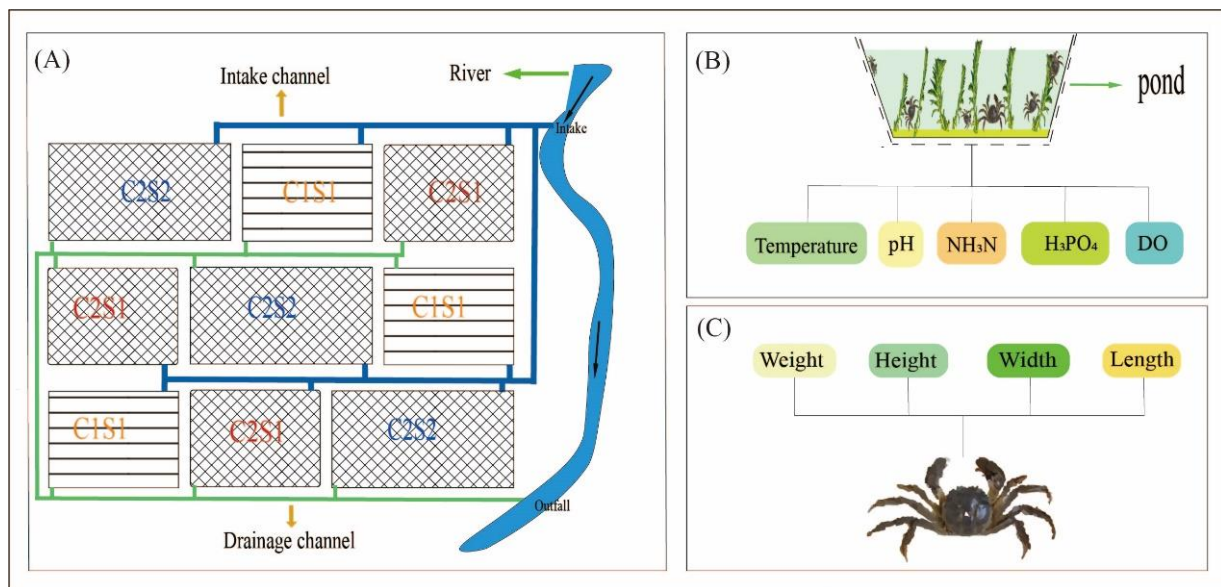 (A)
Intake channel
River
Intake
C2S2
C1S1
C2S1
C2S1
C2S2
C1S1
C1S1
C2S1
C2S2
Outfall
Drainage channel
(B)
pond
Temperature
pH
NH₃N
H₃PO₄
DO
(C)
Weight
Height
Width
Length